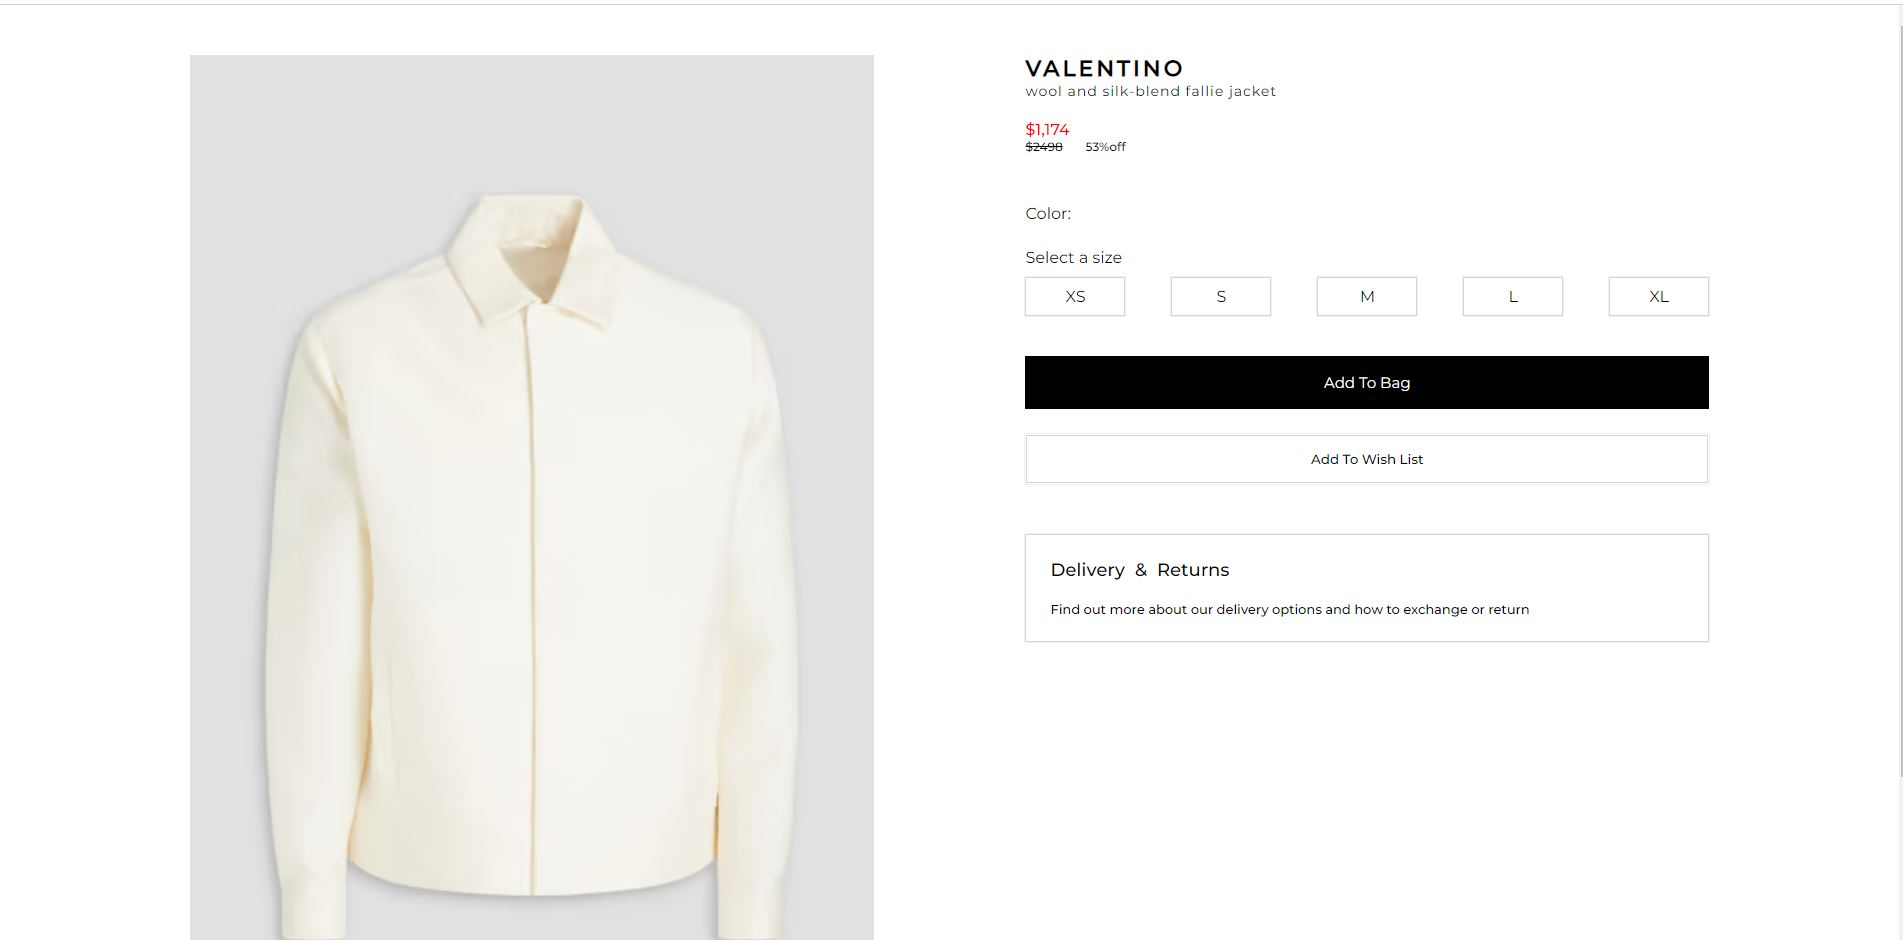 VALENTINO
wool and silk-blend fallie jacket
$1,174
$2498 53%off
Color:
Select a size
XS S M L XL
Add To Bag
Add To Wish List
Delivery & Returns
Find out more about our delivery options and how to exchange or return